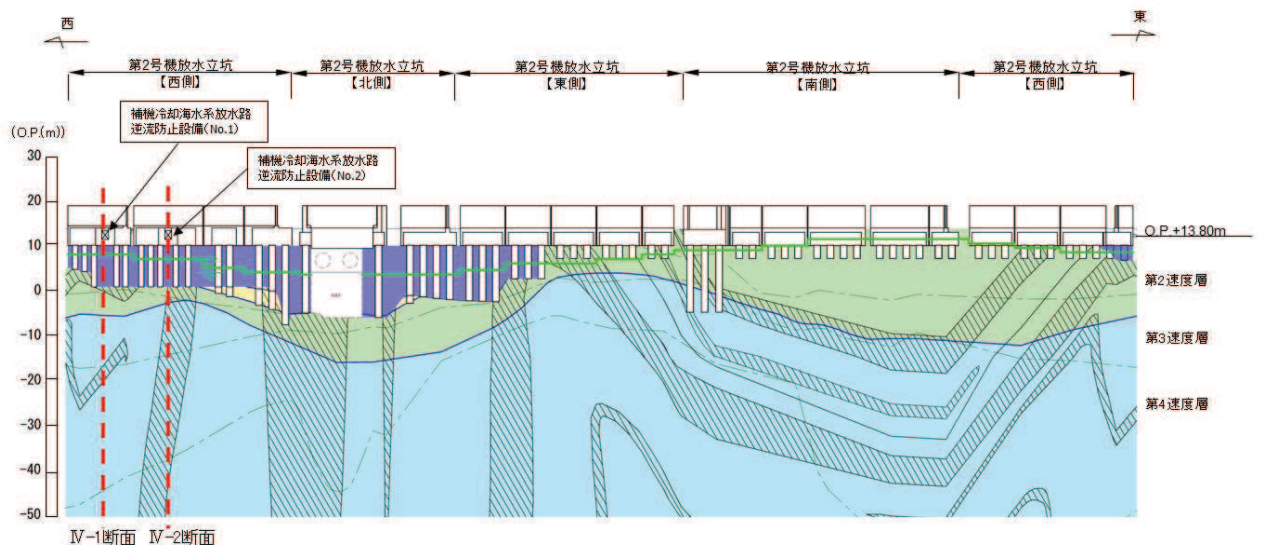 西
東
第2号機放水立坑
【西側】
第2号機放水立坑
【北側】
第2号機放水立坑
【東側】
第2号機放水立坑
【南側】
第2号機放水立坑
【西側】
補機冷却海水系放水路
逆流防止設備(No.1)
補機冷却海水系放水路
逆流防止設備(No.2)
(O.P.(m))
30
20
10
0
-10
-20
-30
-40
-50
O.P.+13.80m
第2速度層
第3速度層
第4速度層
Ⅳ-1断面
Ⅳ-2断面